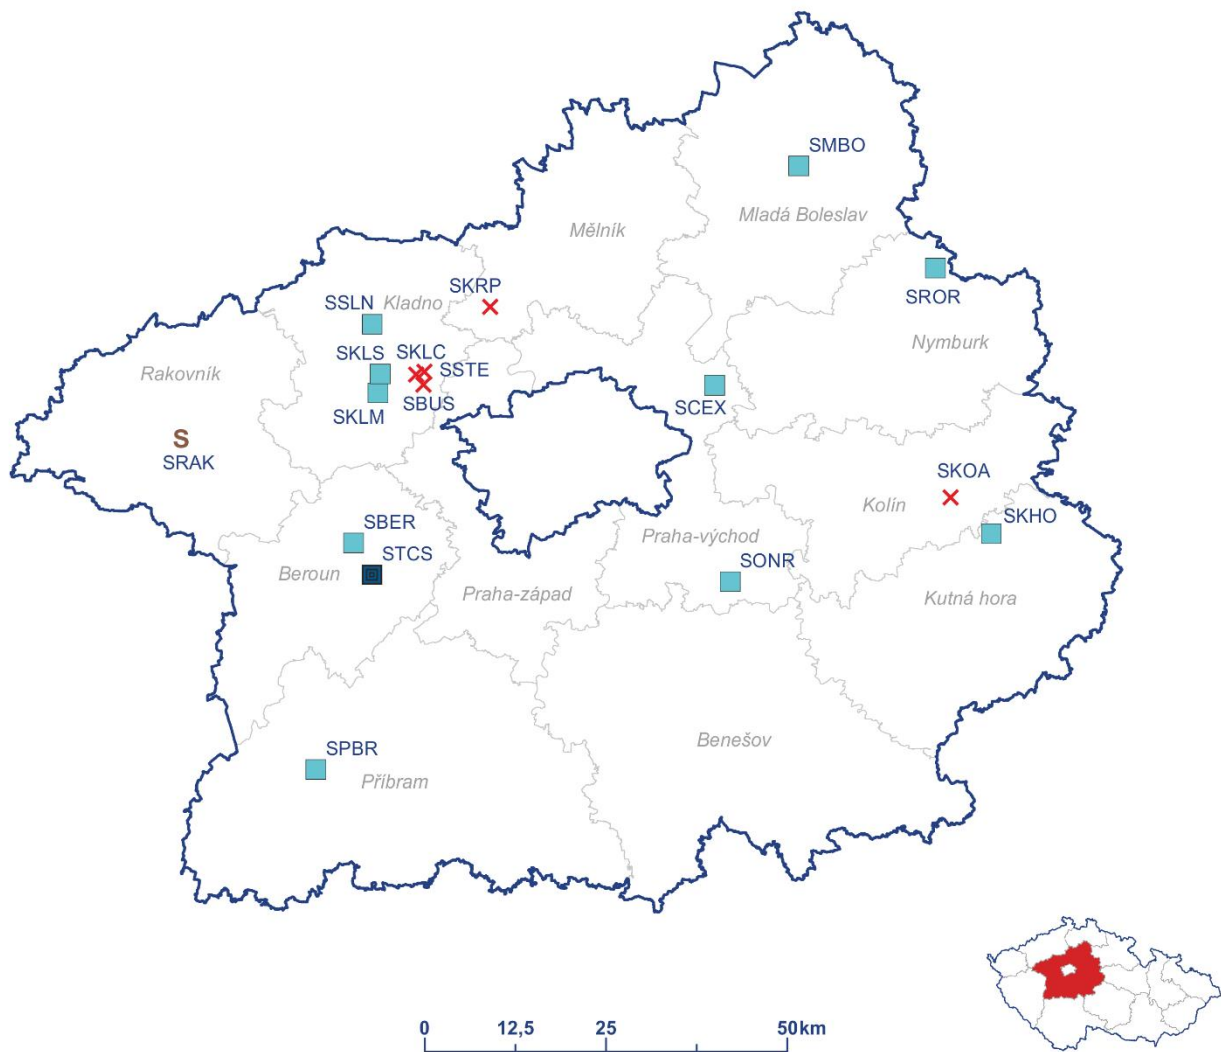 SMBO
Mladá Boleslav
Mělník
SKRP
SROR
SSLN
Kladno
Nymburk
SKLS
SKLC
SSTE
Rakovník
SCEX
SKLM
SBUS
S
SRAK
SKOA
Kolín
SKHO
SBER
Praha-východ
STCS
SONR
Beroun
Praha-západ
Kutná hora
Benešov
SPBR
Příbram
0 12,5 25 50km